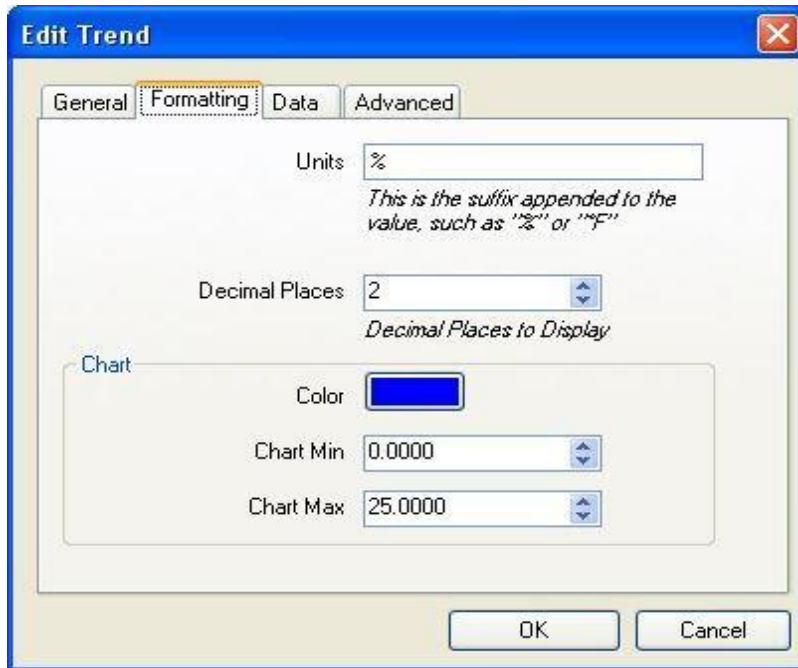 Edit Trend
General Formatting Data Advanced
Units %
This is the suffix appended to the
value, such as "%" or "°F"
Decimal Places 2
Decimal Places to Display
Chart
Color
Chart Min 0.0000
Chart Max 25.0000
OK Cancel